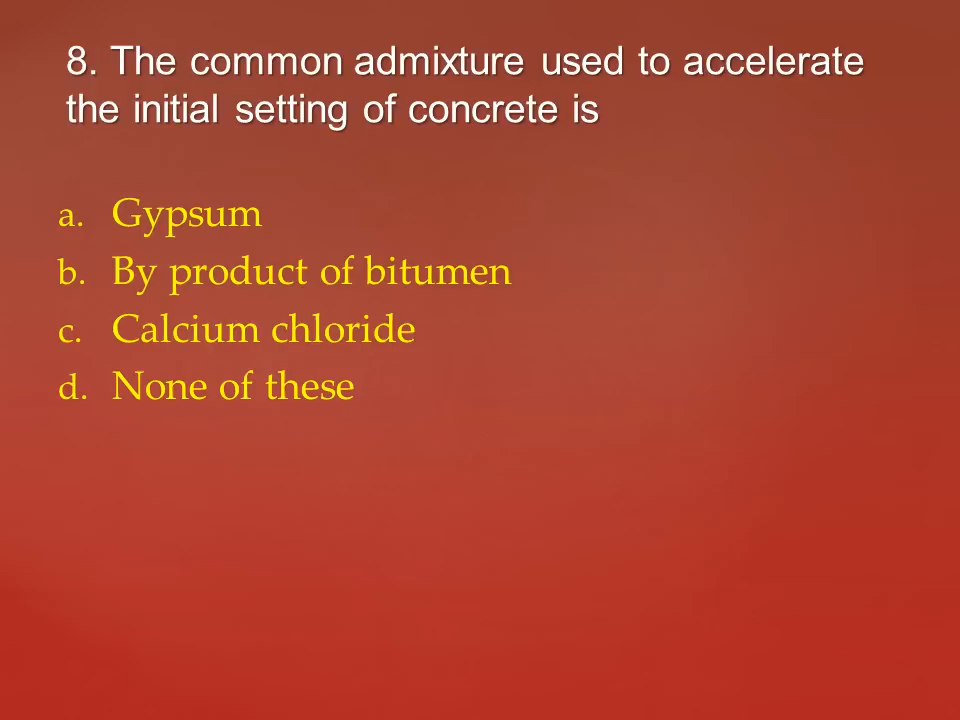 8. The common admixture used to accelerate
the initial setting of concrete is
a. Gypsum
b. By product of bitumen
c. Calcium chloride
d. None of these